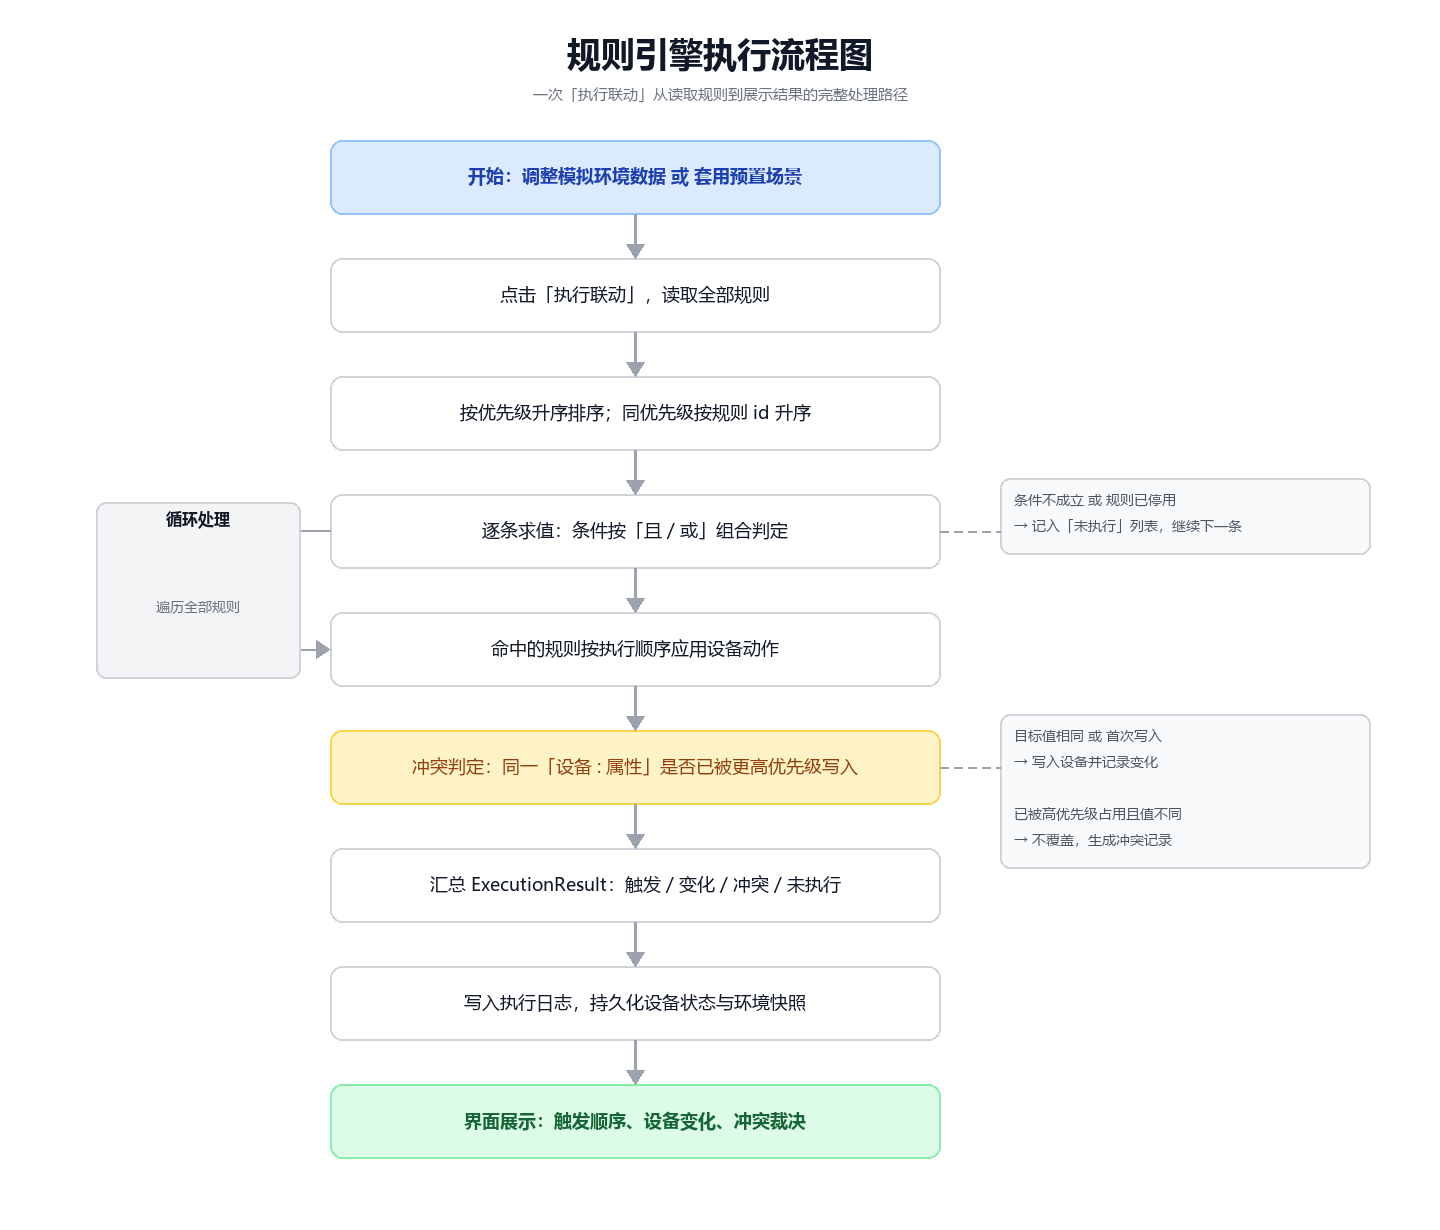 规则引擎执行流程图
一次「执行联动」从读取规则到展示结果的完整处理路径
开始：调整模拟环境数据 或 套用预置场景
点击「执行联动」，读取全部规则
按优先级升序排序；同优先级按规则 id 升序
循环处理
遍历全部规则
逐条求值：条件按「且 / 或」组合判定
条件不成立 或 规则已停用
→ 记入「未执行」列表，继续下一条
命中的规则按执行顺序应用设备动作
冲突判定：同一「设备 : 属性」是否已被更高优先级写入
目标值相同 或 首次写入
→ 写入设备并记录变化
已被高优先级占用且值不同
→ 不覆盖，生成冲突记录
汇总 ExecutionResult：触发 / 变化 / 冲突 / 未执行
写入执行日志，持久化设备状态与环境快照
界面展示：触发顺序、设备变化、冲突裁决